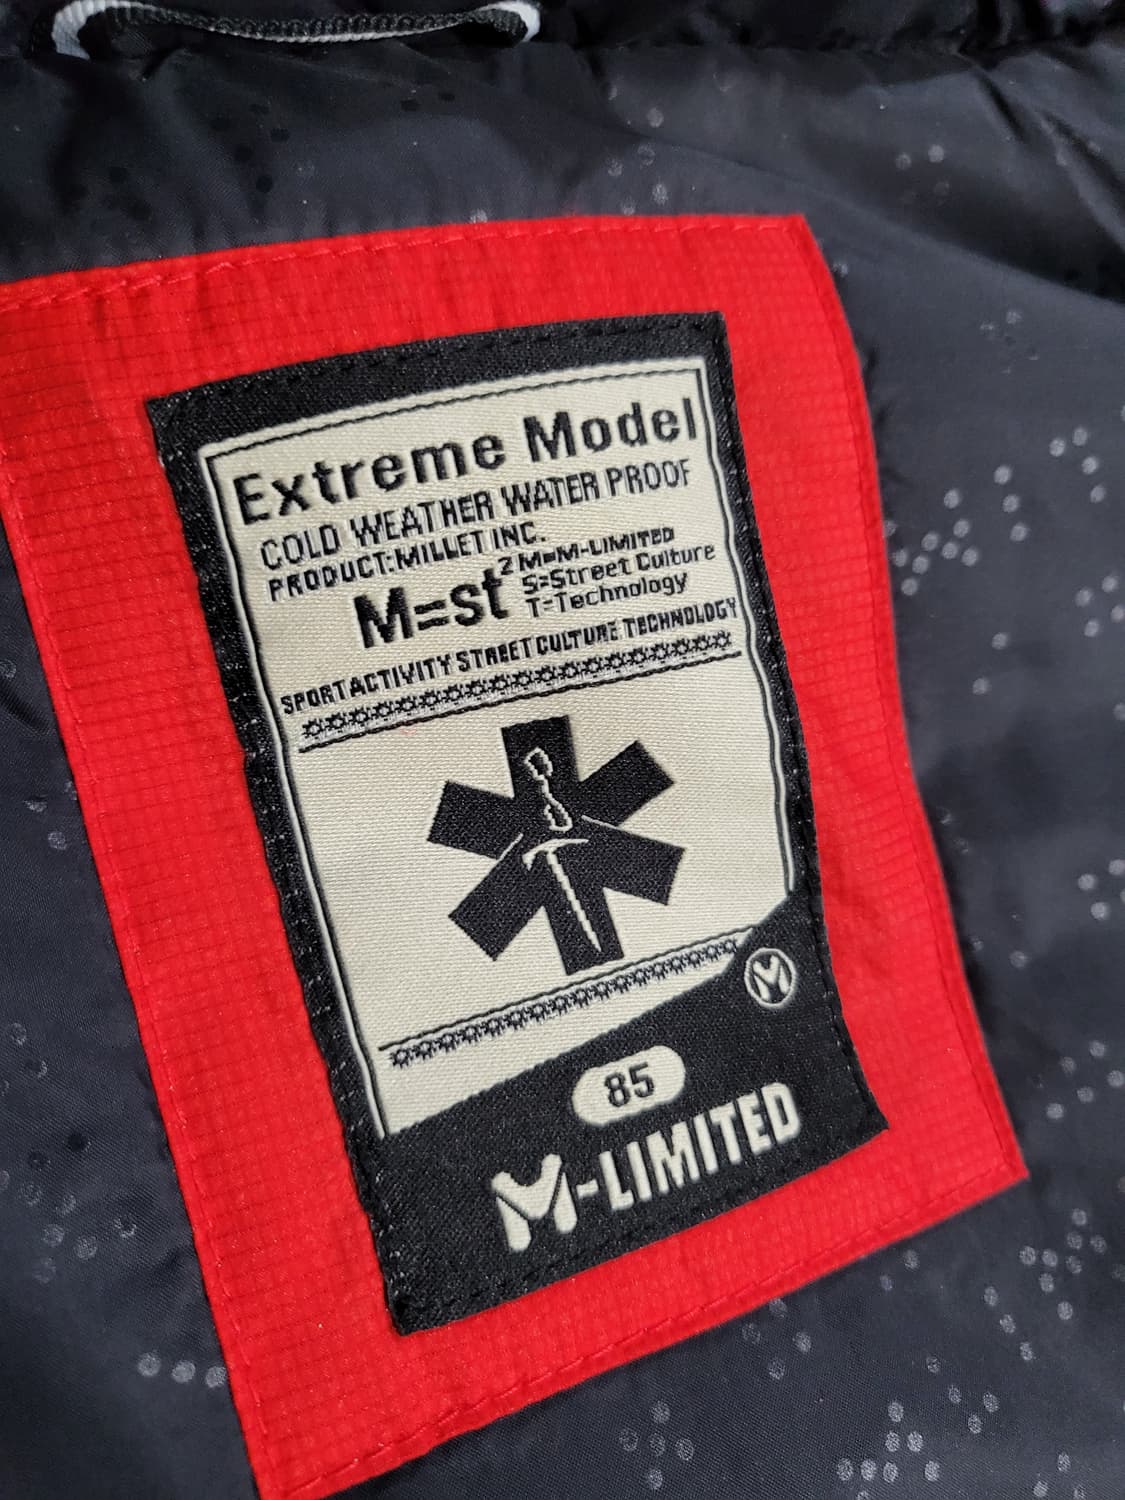 Extreme Model
COLD WEATHER WATER PROOF
PRODUCT:MILLET INC.
M=st² M=M-LIMITED
S=Street Culture
T=Technology
SPORT ACTIVITY STREET CULTURE TECHNOLOGY
M
85
M-LIMITED